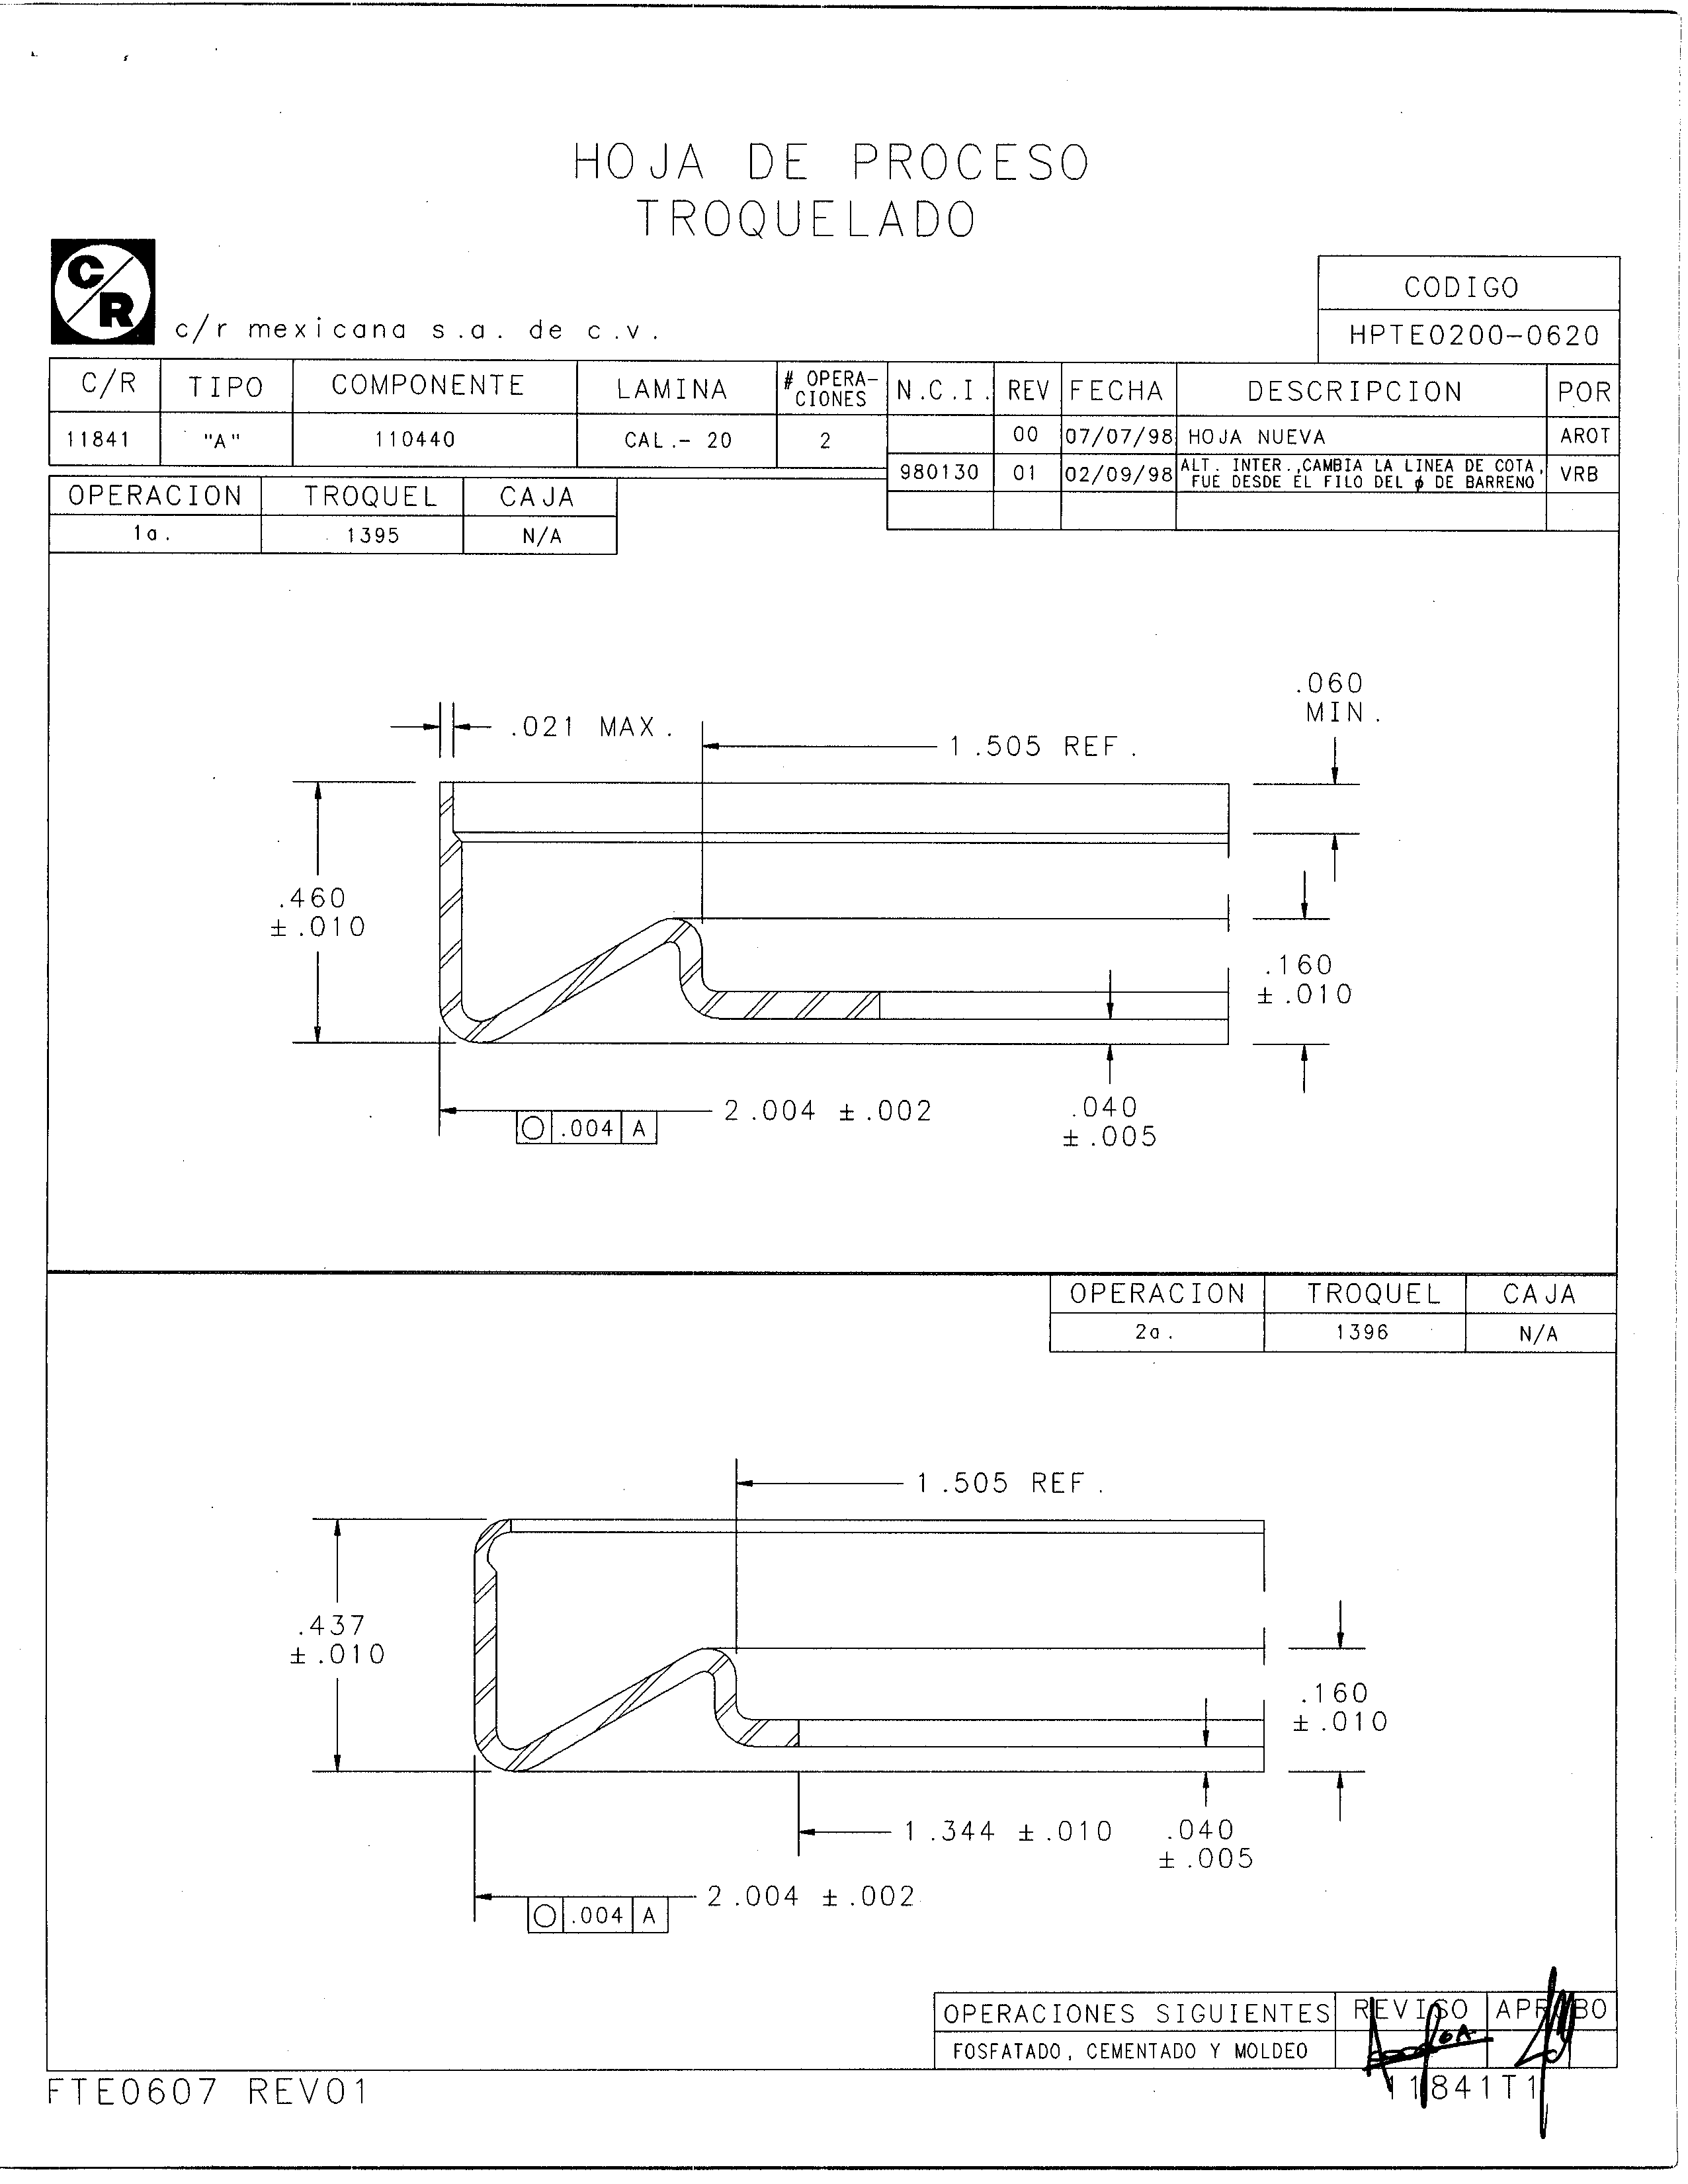 HOJA DE PROCESO
TROQUELADO
C/R
c/r mexicana s.a. de c.v.
CODIGO
HPTE0200-0620
C/R TIPO COMPONENTE LAMINA # OPERA-CIONES N.C.I. REV FECHA DESCRIPCION POR
11841 "A" 110440 CAL.- 20 2 00 07/07/98 HOJA NUEVA AROT
980130 01 02/09/98 ALT. INTER.,CAMBIA LA LINEA DE COTA, VRB
FUE DESDE EL FILO DEL ø DE BARRENO
OPERACION TROQUEL CAJA
1a. 1395 N/A
.060
MIN.
.021 MAX.
1.505 REF.
.460
±.010
.160
±.010
2.004 ±.002
.040
±.005
○ .004 A
OPERACION TROQUEL CAJA
2a. 1396 N/A
1.505 REF.
.437
±.010
.160
±.010
1.344 ±.010
.040
±.005
2.004 ±.002
○ .004 A
OPERACIONES SIGUIENTES REVISO APROBO
FOSFATADO, CEMENTADO Y MOLDEO
FTE0607 REV01
11841T1